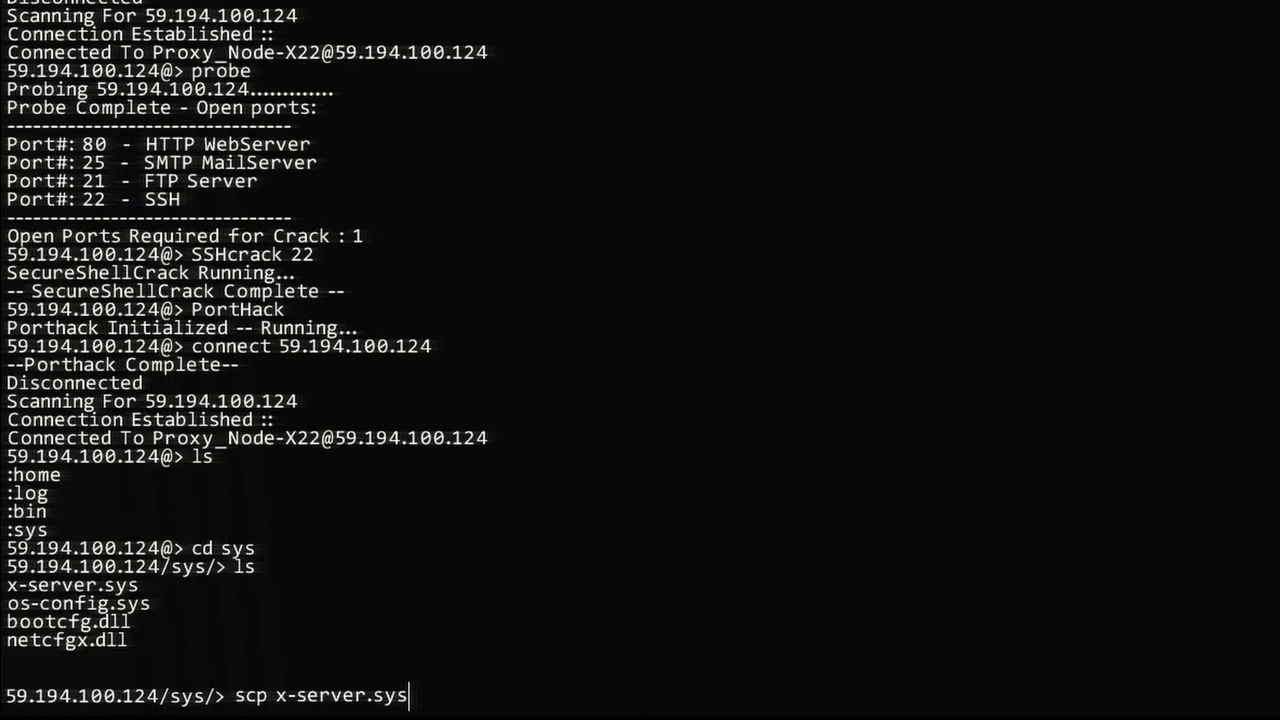 Disconnected
Scanning For 59.194.100.124
Connection Established ::
Connected To Proxy_Node-X22@59.194.100.124
59.194.100.124@> probe
Probing 59.194.100.124.............
Probe Complete - Open ports:
---------------------------------
Port#: 80 - HTTP WebServer
Port#: 25 - SMTP MailServer
Port#: 21 - FTP Server
Port#: 22 - SSH
---------------------------------
Open Ports Required for Crack : 1
59.194.100.124@> SSHcrack 22
SecureShellCrack Running...
-- SecureShellCrack Complete --
59.194.100.124@> PortHack
Porthack Initialized -- Running...
59.194.100.124@> connect 59.194.100.124
--Porthack Complete--
Disconnected
Scanning For 59.194.100.124
Connection Established ::
Connected To Proxy_Node-X22@59.194.100.124
59.194.100.124@> ls
:home
:log
:bin
:sys
59.194.100.124@> cd sys
59.194.100.124/sys/> ls
x-server.sys
os-config.sys
bootcfg.dll
netcfgx.dll
59.194.100.124/sys/> scp x-server.sys